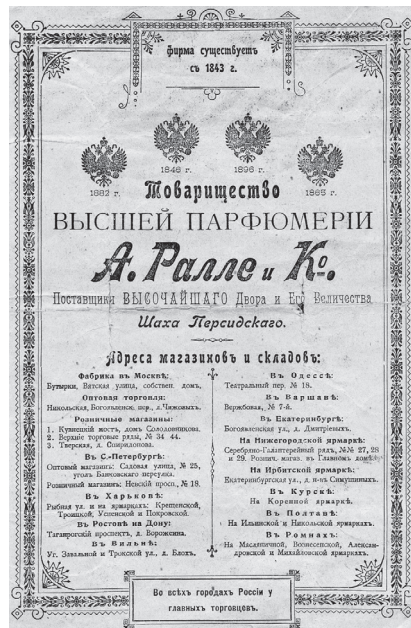 Фирма существуетъ
съ 1843 г.
1882 г.
1846 г.
1896 г.
1865 г.
Товарищество
ВЫСШЕЙ ПАРФЮМЕРІИ
А. Ралле и Ко.
Поставщики ВЫСОЧАЙШАГО Двора и Его Величества
Шаха Персидскаго.
Адреса магазиновъ и складовъ:
Фабрика въ Москвѣ:
Бутырки, Вятская улица, собствен. домъ.
Оптовая торговля:
Никольская, Богоявленск. пер., д. Чижовыхъ.
Розничные магазины:
1. Кузнецкій мостъ, домъ Солодовникова.
2. Верхніе торговые ряды, № 34 44.
3. Тверская, д. Спиридонова.
Въ С.-Петербургѣ:
Оптовый магазинъ: Садовая улица, № 25,
уголъ Банковскаго переулка.
Розничный магазинъ: Невскій просп., № 18.
Въ Харьковѣ:
Рыбная ул. и на ярмаркахъ: Крещенской,
Троицкой, Успенской и Покровской.
Въ Ростовѣ на Дону:
Таганрогскій проспектъ, д. Ворожеина.
Въ Вильнѣ:
Уг. Завальной и Трокской ул., д. Блохъ.
Въ Одессѣ:
Театральный пер. № 18.
Въ Варшавѣ:
Вержбовая, № 7-й.
Въ Екатеринбургѣ:
Богоявленская ул., д. Дмитріевыхъ.
На Нижегородской ярмаркѣ:
Серебряно-Галантерейный рядъ, №№ 27, 28
и 29. Розничн. магаз. въ Главномъ домѣ.
На Ирбитской ярмаркѣ:
Екатеринбургская ул., д. н-въ Симушиныхъ.
Въ Курскѣ:
На Коренной ярмаркѣ.
Въ Полтавѣ:
На Ильинской и Никольской ярмаркахъ.
Въ Ромнахъ:
На Масляничной, Вознесенской, Алексан-
дровской и Михайловской ярмаркахъ.
Во всѣхъ городахъ Россіи у
главныхъ торговцевъ.